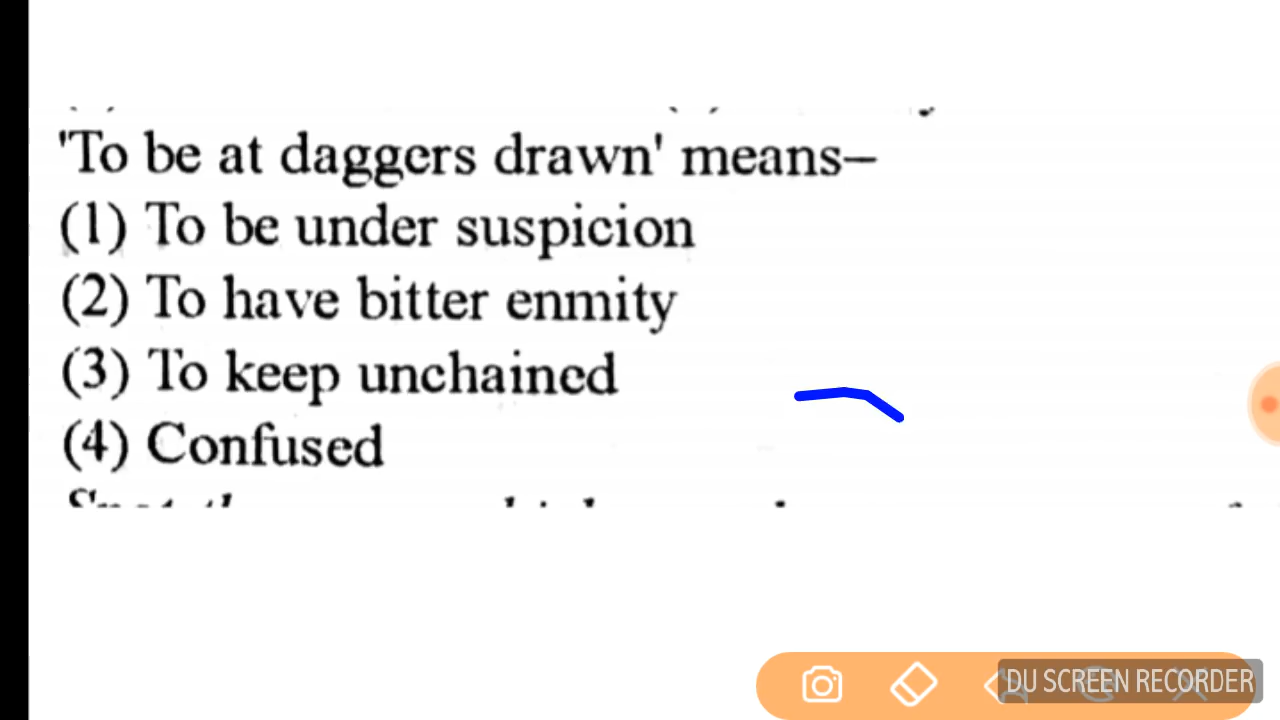 'To be at daggers drawn' means–
(1) To be under suspicion
(2) To have bitter enmity
(3) To keep unchained
(4) Confused
DU SCREEN RECORDER